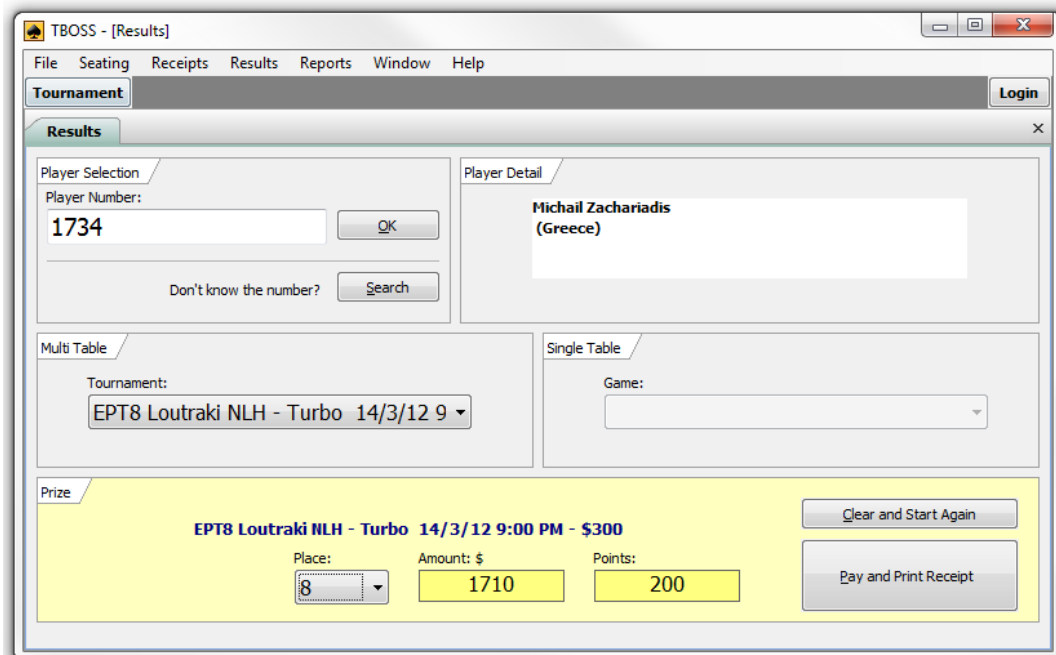 TBOSS - [Results]
File Seating Receipts Results Reports Window Help
Tournament Login
Results
Player Selection
Player Number:
1734
OK
Don't know the number? Search
Player Detail
Michail Zachariadis
(Greece)
Multi Table
Tournament:
EPT8 Loutraki NLH - Turbo 14/3/12 9
Single Table
Game:
Prize
EPT8 Loutraki NLH - Turbo 14/3/12 9:00 PM - $300
Place: Amount: $ Points:
8 1710 200
Clear and Start Again
Pay and Print Receipt